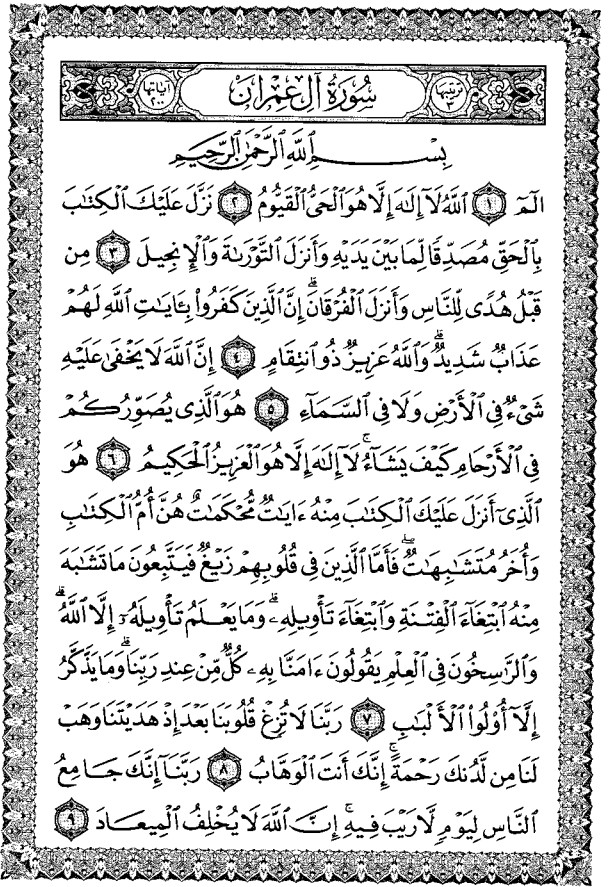 ترتيبها ٣ سُورَةُ آلِ عِمْرَانَ آياتها ٢٠٠
بِسْمِ ٱللَّهِ ٱلرَّحْمَٰنِ ٱلرَّحِيمِ
الٓمٓ ١ ٱللَّهُ لَآ إِلَٰهَ إِلَّا هُوَ ٱلْحَىُّ ٱلْقَيُّومُ ٢ نَزَّلَ عَلَيْكَ ٱلْكِتَٰبَ
بِٱلْحَقِّ مُصَدِّقًا لِّمَا بَيْنَ يَدَيْهِ وَأَنزَلَ ٱلتَّوْرَىٰةَ وَٱلْإِنجِيلَ ٣ مِن
قَبْلُ هُدًى لِّلنَّاسِ وَأَنزَلَ ٱلْفُرْقَانَ ۗ إِنَّ ٱلَّذِينَ كَفَرُوا۟ بِـَٔايَٰتِ ٱللَّهِ لَهُمْ
عَذَابٌ شَدِيدٌ ۗ وَٱللَّهُ عَزِيزٌ ذُو ٱنتِقَامٍ ٤ إِنَّ ٱللَّهَ لَا يَخْفَىٰ عَلَيْهِ
شَىْءٌ فِى ٱلْأَرْضِ وَلَا فِى ٱلسَّمَآءِ ٥ هُوَ ٱلَّذِى يُصَوِّرُكُمْ
فِى ٱلْأَرْحَامِ كَيْفَ يَشَآءُ ۚ لَآ إِلَٰهَ إِلَّا هُوَ ٱلْعَزِيزُ ٱلْحَكِيمُ ٦ هُوَ
ٱلَّذِىٓ أَنزَلَ عَلَيْكَ ٱلْكِتَٰبَ مِنْهُ ءَايَٰتٌ مُّحْكَمَٰتٌ هُنَّ أُمُّ ٱلْكِتَٰبِ
وَأُخَرُ مُتَشَٰبِهَٰتٌ ۖ فَأَمَّا ٱلَّذِينَ فِى قُلُوبِهِمْ زَيْغٌ فَيَتَّبِعُونَ مَا تَشَٰبَهَ
مِنْهُ ٱبْتِغَآءَ ٱلْفِتْنَةِ وَٱبْتِغَآءَ تَأْوِيلِهِۦ ۗ وَمَا يَعْلَمُ تَأْوِيلَهُۥٓ إِلَّا ٱللَّهُ ۗ
وَٱلرَّٰسِخُونَ فِى ٱلْعِلْمِ يَقُولُونَ ءَامَنَّا بِهِۦ كُلٌّ مِّنْ عِندِ رَبِّنَا ۗ وَمَا يَذَّكَّرُ
إِلَّآ أُو۟لُوا۟ ٱلْأَلْبَٰبِ ٧ رَبَّنَا لَا تُزِغْ قُلُوبَنَا بَعْدَ إِذْ هَدَيْتَنَا وَهَبْ
لَنَا مِن لَّدُنكَ رَحْمَةً ۚ إِنَّكَ أَنتَ ٱلْوَهَّابُ ٨ رَبَّنَآ إِنَّكَ جَامِعُ
ٱلنَّاسِ لِيَوْمٍ لَّا رَيْبَ فِيهِ ۚ إِنَّ ٱللَّهَ لَا يُخْلِفُ ٱلْمِيعَادَ ٩